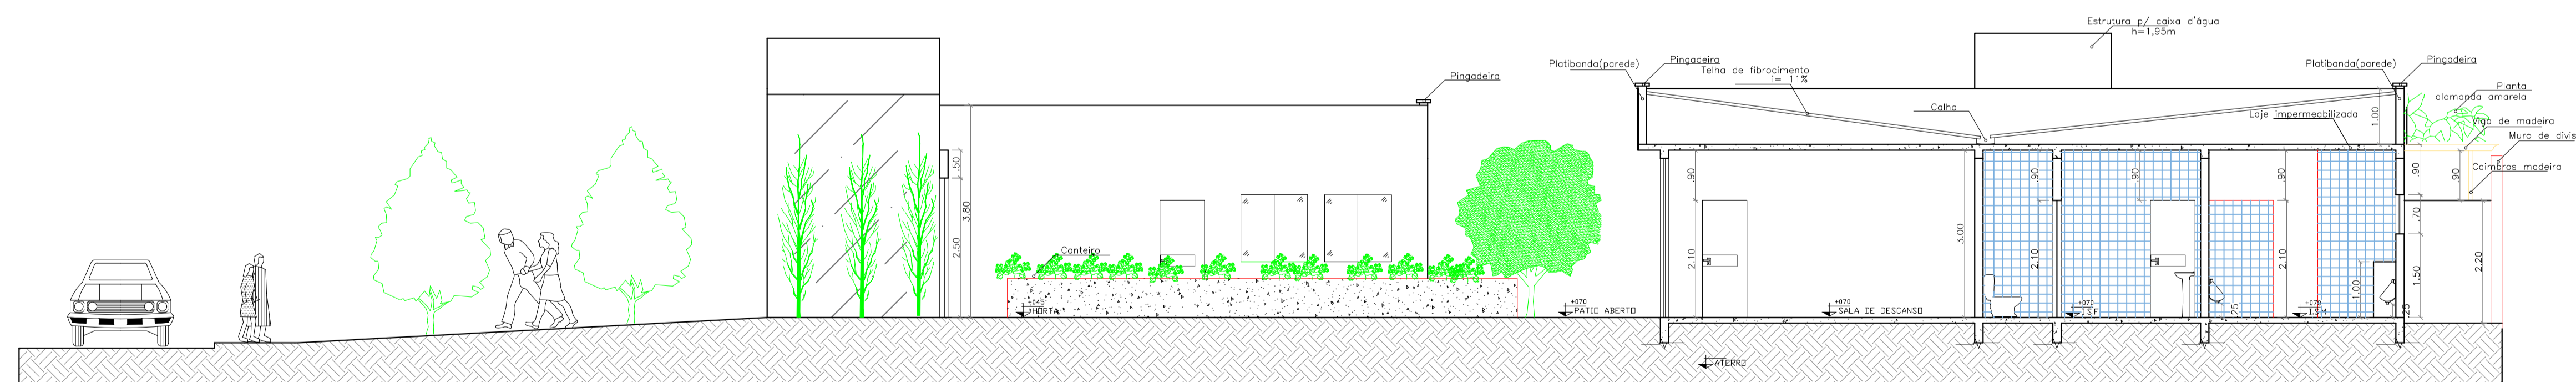 Estrutura p/ caixa d'água
h=1,95m
Platibanda(parede)
Pingadeira
Telha de fibrocimento
i= 11%
Platibanda(parede)
Pingadeira
Pingadeira
Planta
alamanda amarela
Calha
Laje impermeabilizada
1.00
Viga de madeira
Muro de divis
Caimbros madeira
.50
3.80
2.50
.90
2.10
3.00
.90
2.10
.90
.90
2.10
.90
.90
.70
1.50
1.00
.25
.25
2.20
Canteiro
+045
HORTA
+070
PATIO ABERTO
+070
SALA DE DESCANSO
+070
I.S.F
+070
I.S.M
ATERRO